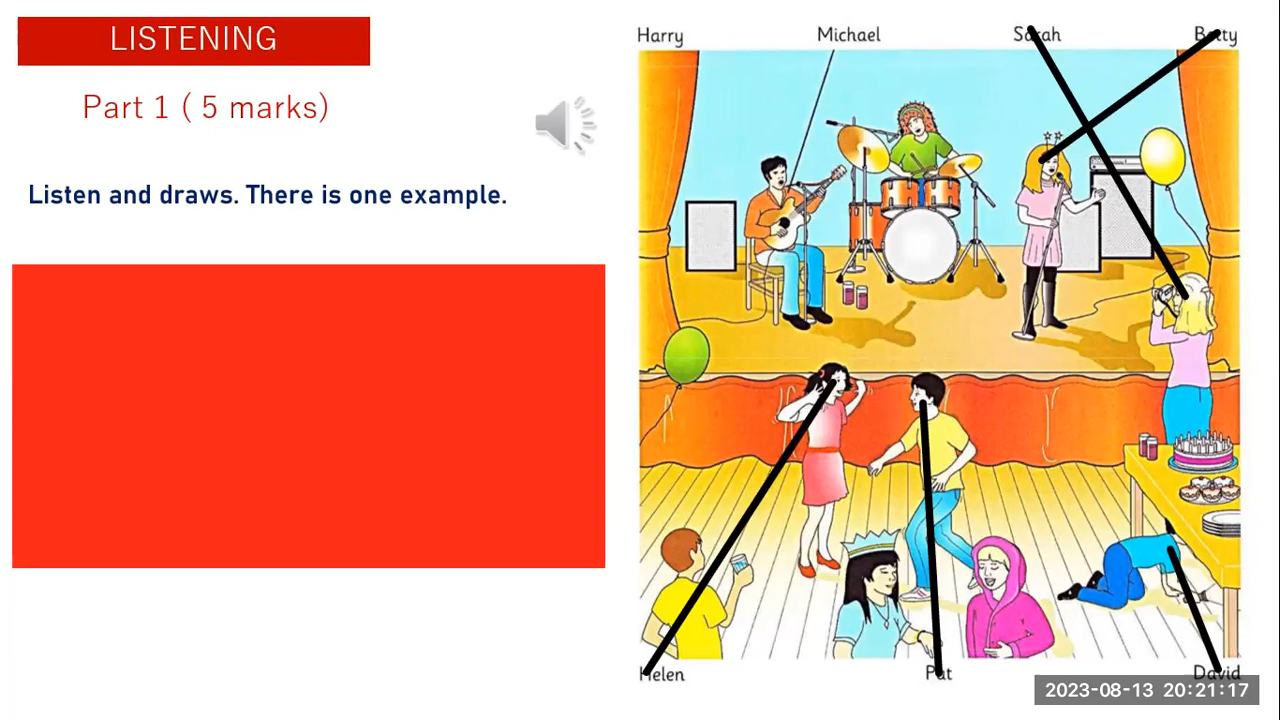 LISTENING
Part 1 ( 5 marks)
Listen and draws. There is one example.
Harry Michael Sarah Betty
Helen Pat David
2023-08-13 20:21:17